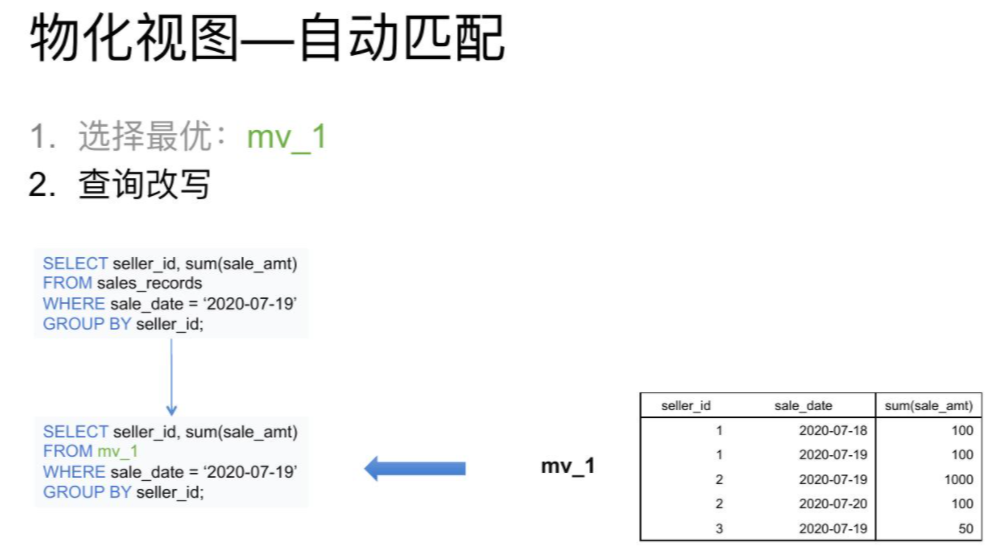 物化视图—自动匹配
1. 选择最优：mv_1
2. 查询改写
SELECT seller_id, sum(sale_amt)
FROM sales_records
WHERE sale_date = ‘2020-07-19’
GROUP BY seller_id;
SELECT seller_id, sum(sale_amt)
FROM mv_1
WHERE sale_date = ‘2020-07-19’
GROUP BY seller_id;
mv_1
seller_id sale_date sum(sale_amt)
1 2020-07-18 100
1 2020-07-19 100
2 2020-07-19 1000
2 2020-07-20 100
3 2020-07-19 50